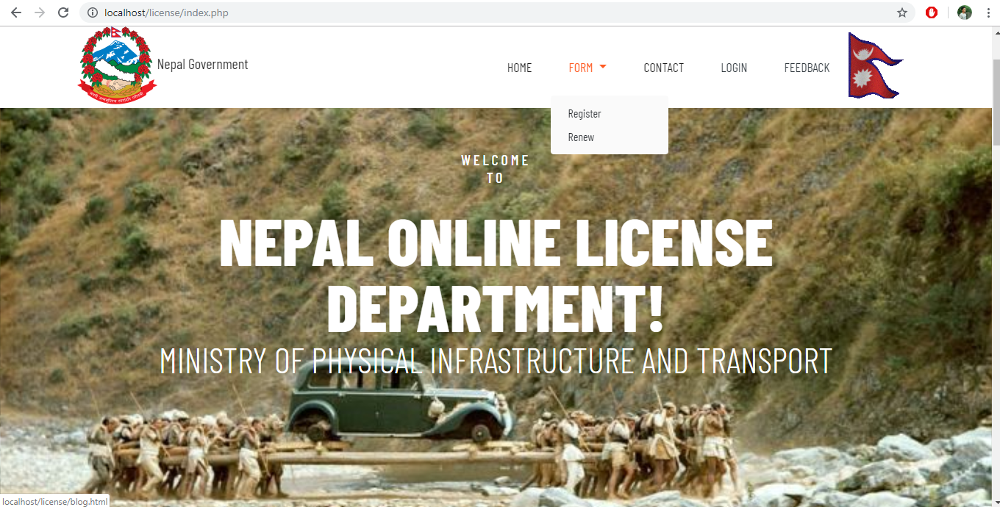 localhost/license/index.php
Nepal Government
HOME
FORM
CONTACT
LOGIN
FEEDBACK
Register
Renew
WELCOME
TO
NEPAL ONLINE LICENSE
DEPARTMENT!
MINISTRY OF PHYSICAL INFRASTRUCTURE AND TRANSPORT
localhost/license/blog.html